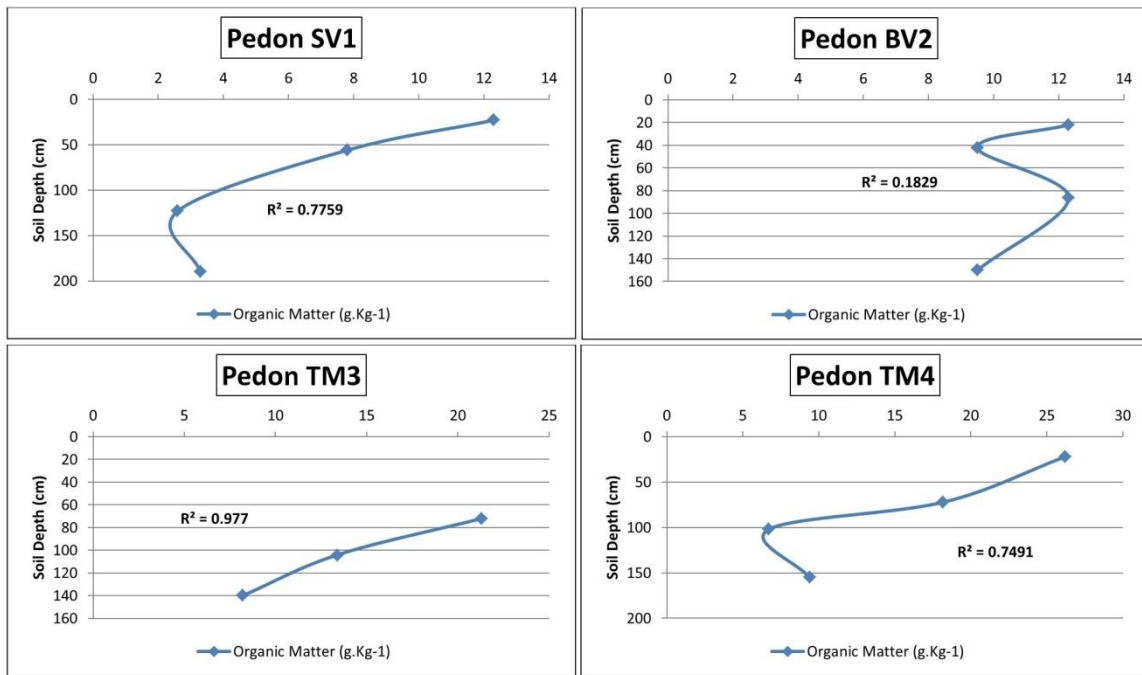 Pedon SV1
0 2 4 6 8 10 12 14
0
50
100
150
200
Soil Depth (cm)
R² = 0.7759
Organic Matter (g.Kg-1)
Pedon BV2
0 2 4 6 8 10 12 14
0
20
40
60
80
100
120
140
160
Soil Depth (cm)
R² = 0.1829
Organic Matter (g.Kg-1)
Pedon TM3
0 5 10 15 20 25
0
20
40
60
80
100
120
140
160
Soil Depth (cm)
R² = 0.977
Organic Matter (g.Kg-1)
Pedon TM4
0 5 10 15 20 25 30
0
50
100
150
200
Soil Depth (cm)
R² = 0.7491
Organic Matter (g.Kg-1)